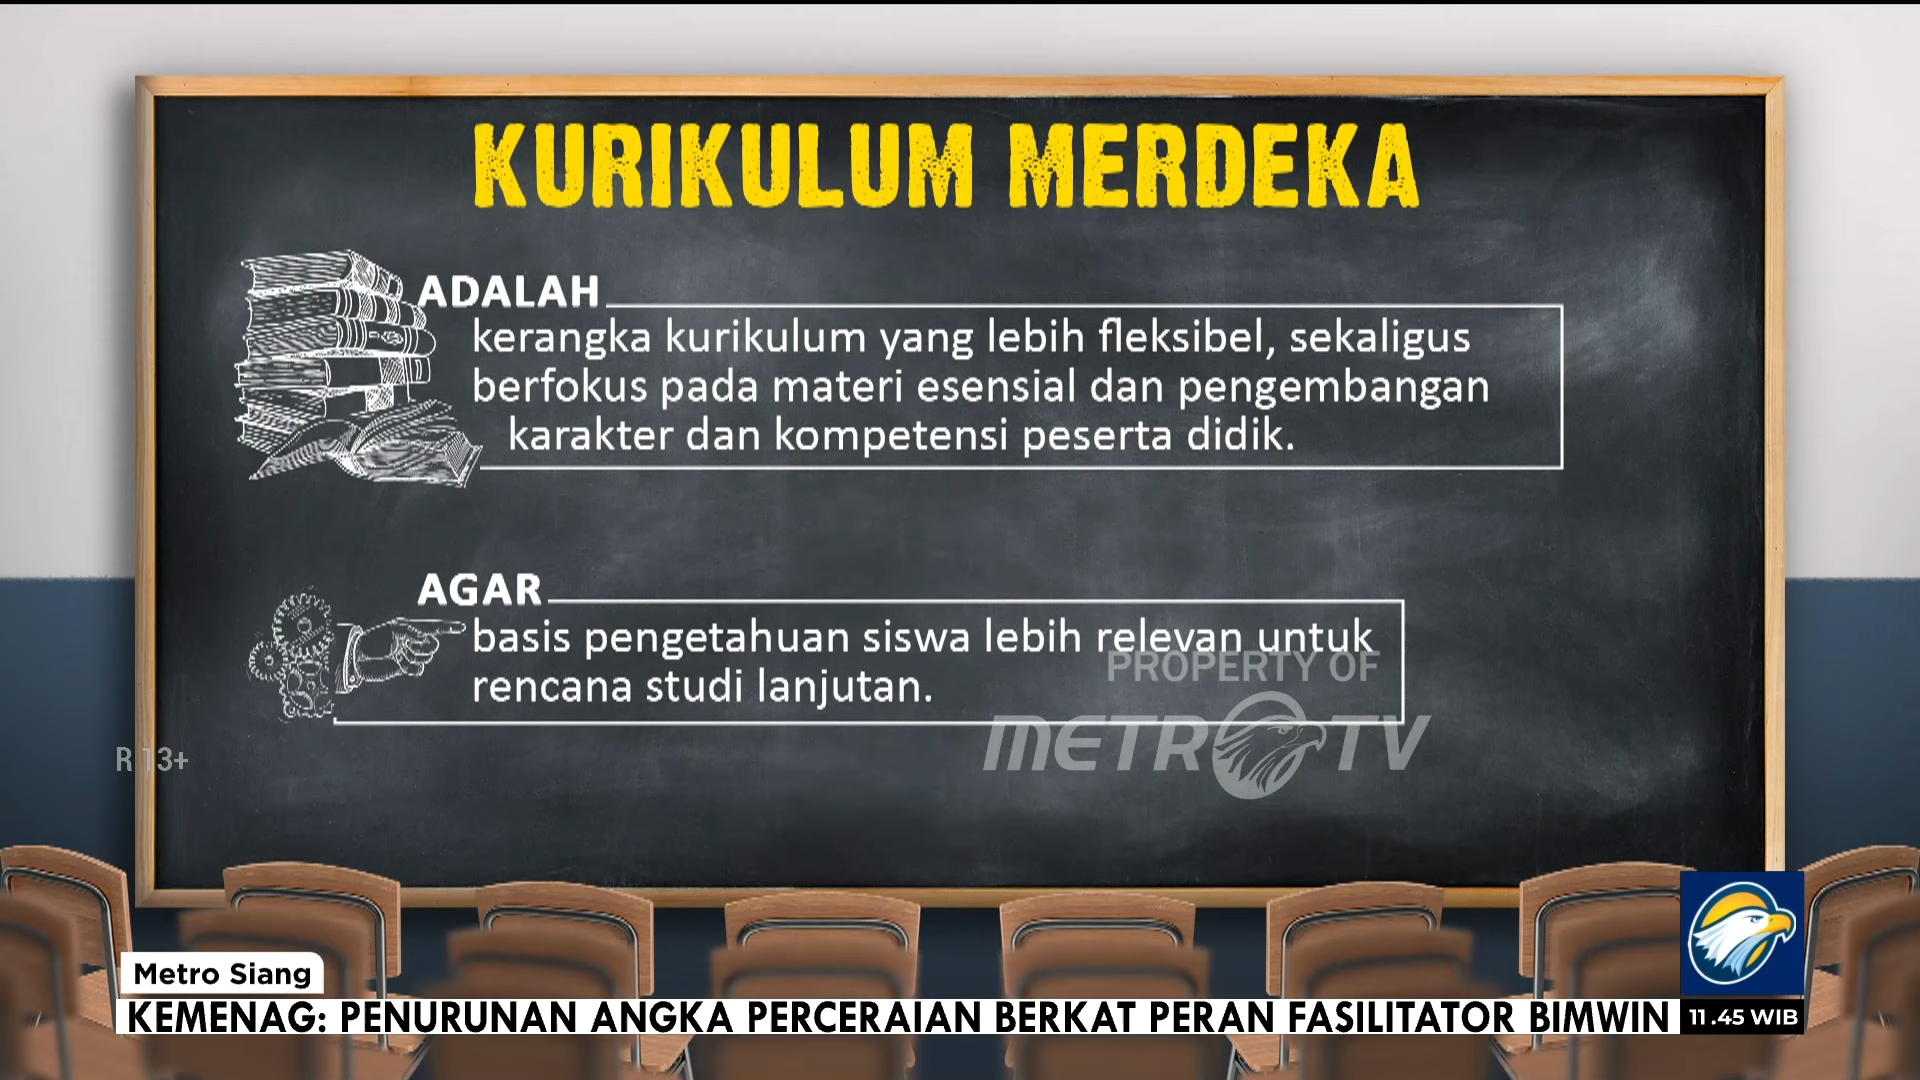 KURIKULUM MERDEKA
ADALAH
kerangka kurikulum yang lebih fleksibel, sekaligus
berfokus pada materi esensial dan pengembangan
karakter dan kompetensi peserta didik.
AGAR
basis pengetahuan siswa lebih relevan untuk
rencana studi lanjutan.
PROPERTY OF
METRO TV
R 13+
Metro Siang
KEMENAG: PENURUNAN ANGKA PERCERAIAN BERKAT PERAN FASILITATOR BIMWIN
11.45 WIB